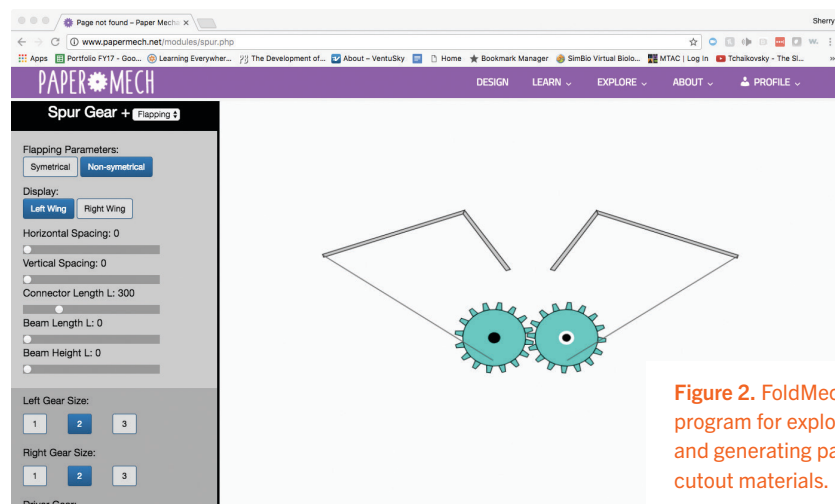 Page not found – Paper Mecha
Sherry
www.papermech.net/modules/spur.php
Apps Portfolio FY17 - Goo... Learning Everywher... The Development of... About – VentuSky Home Bookmark Manager SimBio Virtual Biolo... MTAC | Log In Tchaikovsky - The Sl...
PAPER MECH DESIGN LEARN EXPLORE ABOUT PROFILE
Spur Gear + Flapping
Flapping Parameters:
Symetrical Non-symetrical
Display:
Left Wing Right Wing
Horizontal Spacing: 0
Vertical Spacing: 0
Connector Length L: 300
Beam Length L: 0
Beam Height L: 0
Left Gear Size:
1 2 3
Right Gear Size:
1 2 3
Driver Gear:
Figure 2. FoldMec
program for explo
and generating pa
cutout materials.